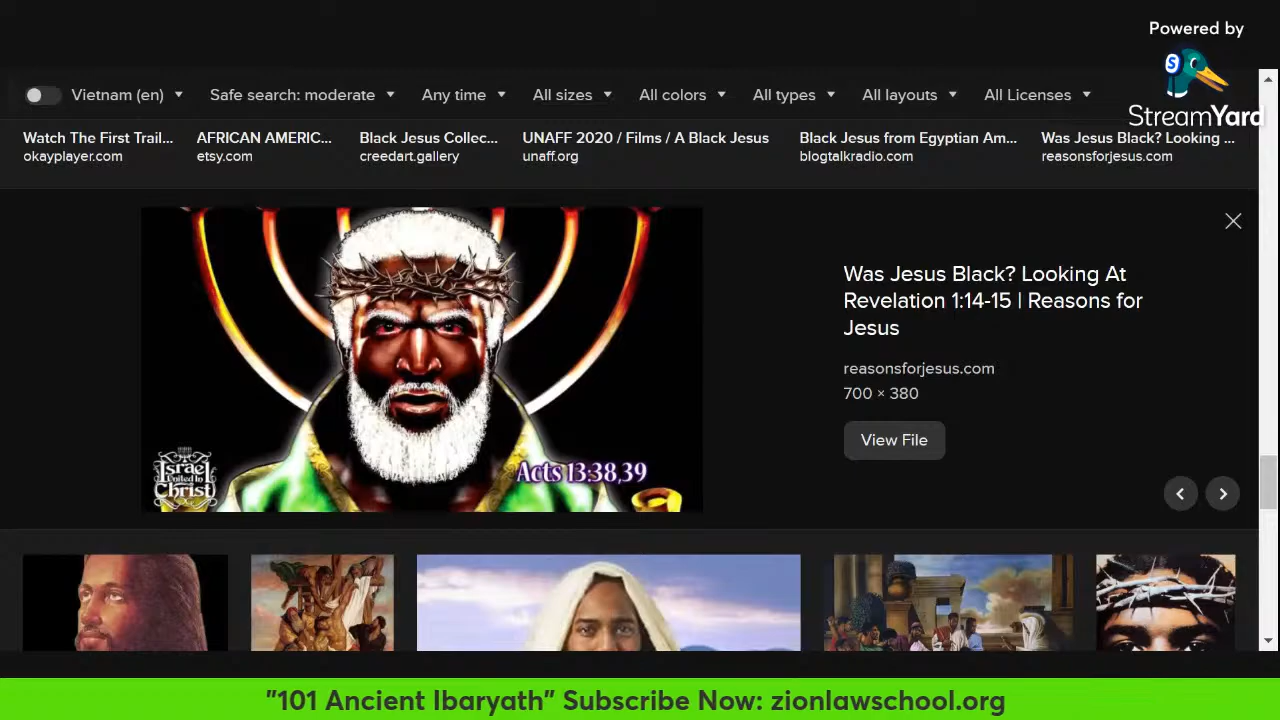 Powered by
StreamYard
Vietnam (en) Safe search: moderate Any time All sizes All colors All types All layouts All Licenses
Watch The First Trail... AFRICAN AMERIC... Black Jesus Collec... UNAFF 2020 / Films / A Black Jesus Black Jesus from Egyptian Am... Was Jesus Black? Looking ...
okayplayer.com etsy.com creedart.gallery unaff.org blogtalkradio.com reasonsforjesus.com
Was Jesus Black? Looking At
Revelation 1:14-15 | Reasons for
Jesus
reasonsforjesus.com
700 × 380
View File
Acts 13:38,39
Israel
United In
Christ
"101 Ancient Ibaryath" Subscribe Now: zionlawschool.org